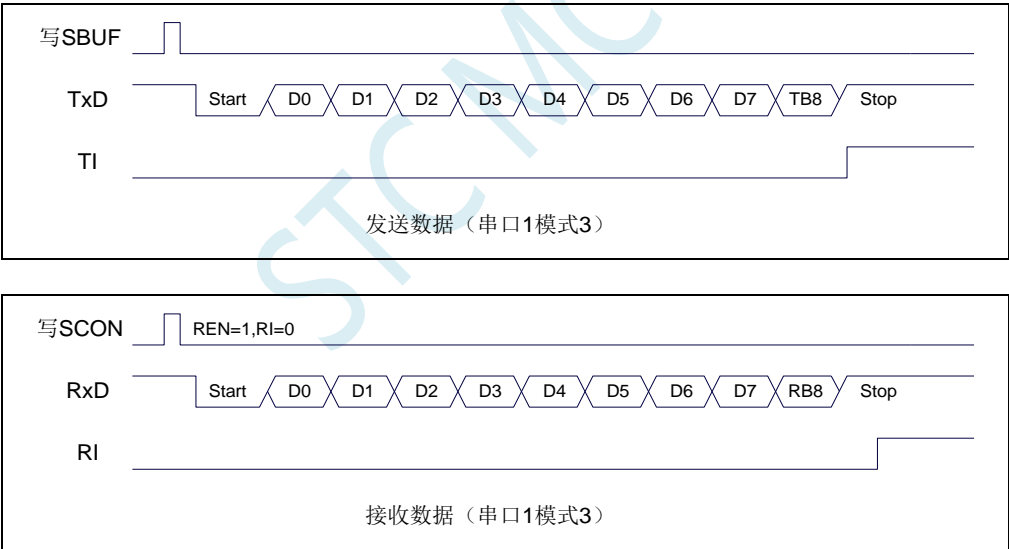 写SBUF
TxD Start D0 D1 D2 D3 D4 D5 D6 D7 TB8 Stop
TI
发送数据（串口1模式3）
写SCON REN=1,RI=0
RxD Start D0 D1 D2 D3 D4 D5 D6 D7 RB8 Stop
RI
接收数据（串口1模式3）
STC MC